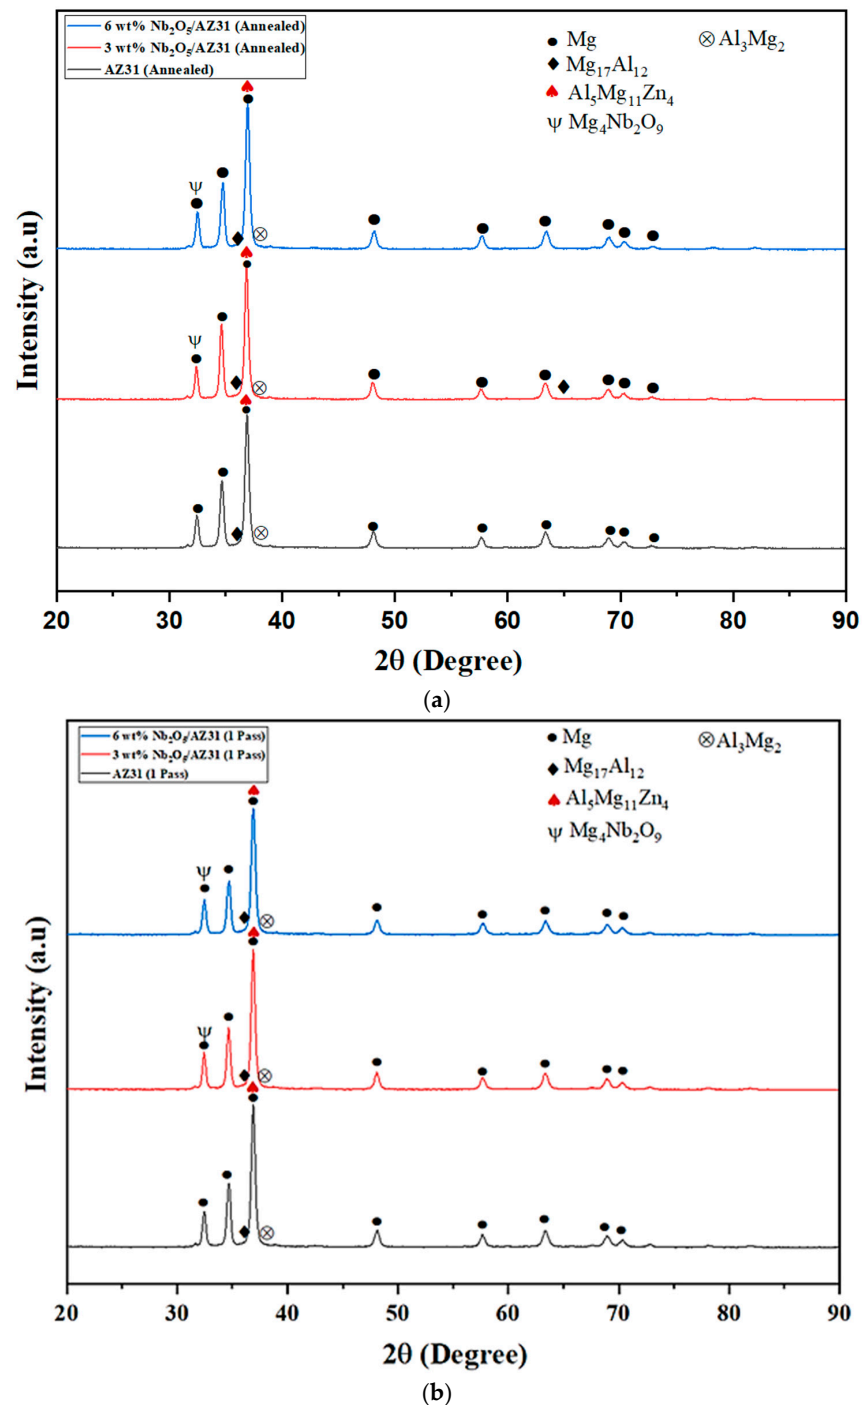 6 wt% Nb₂O₅/AZ31 (Annealed)
3 wt% Nb₂O₅/AZ31 (Annealed)
AZ31 (Annealed)
Mg
Mg₁₇Al₁₂
Al₅Mg₁₁Zn₄
ψ Mg₄Nb₂O₉
⊗ Al₃Mg₂
ψ
ψ
Intensity (a.u)
20 30 40 50 60 70 80 90
2θ (Degree)
(a)
6 wt% Nb₂O₅/AZ31 (1 Pass)
3 wt% Nb₂O₅/AZ31 (1 Pass)
AZ31 (1 Pass)
Mg
Mg₁₇Al₁₂
Al₅Mg₁₁Zn₄
ψ Mg₄Nb₂O₉
⊗Al₃Mg₂
ψ
ψ
Intensity (a.u)
20 30 40 50 60 70 80 90
2θ (Degree)
(b)